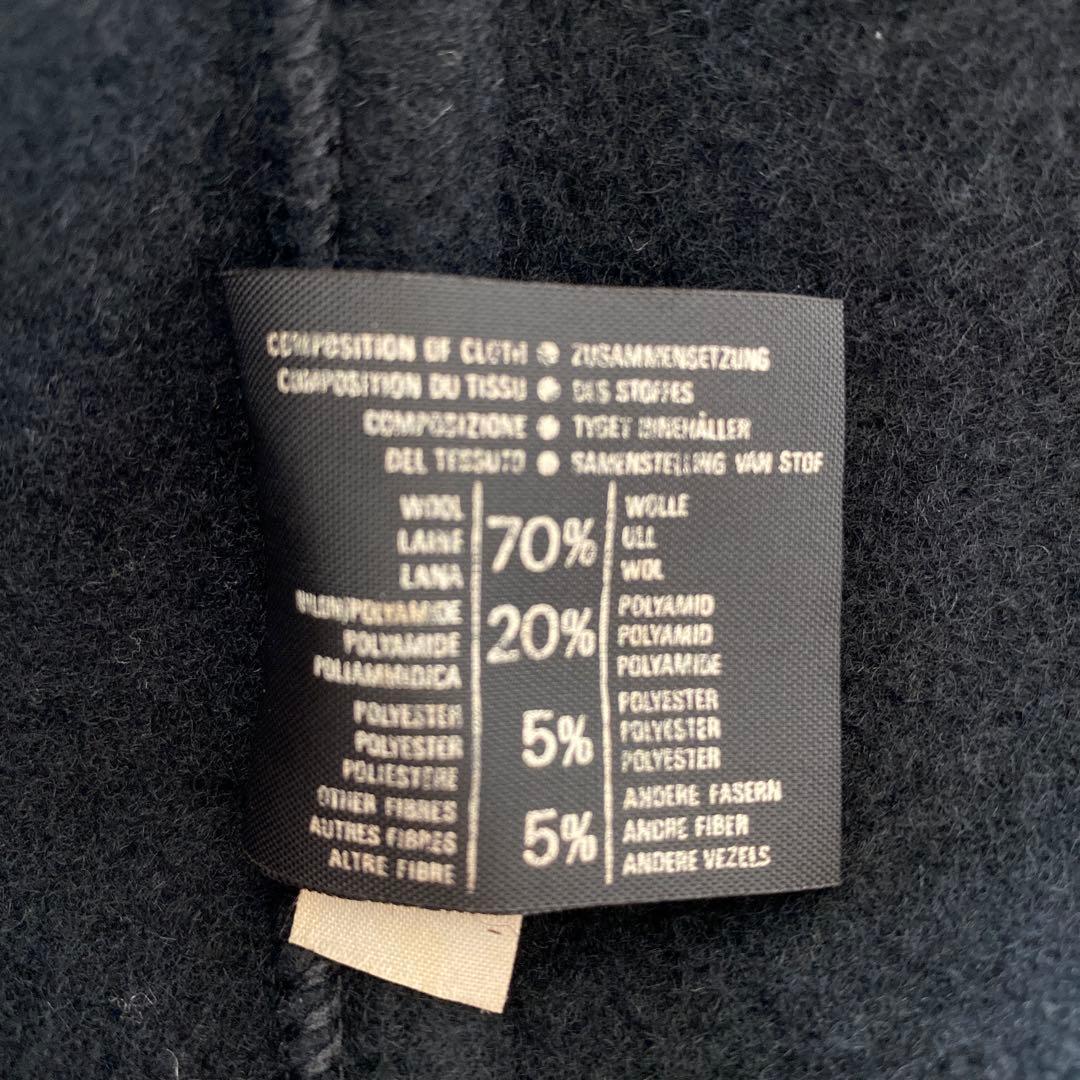 COMPOSITION OF CLOTH ● ZUSAMMENSETZUNG
COMPOSITION DU TISSU ● DES STOFFES
COMPOSIZIONE ● TYGET INNEHÅLLER
DEL TESSUTO ● SAMENSTELLING VAN STOF
WOOL 70% WOLLE
LAINE ULL
LANA WOL
NYLON/POLYAMIDE 20% POLYAMID
POLYAMIDE POLYAMID
POLIAMMIDICA POLYAMIDE
POLYESTER 5% POLYESTER
POLYESTER POLYESTER
POLIESTERE POLYESTER
OTHER FIBRES 5% ANDERE FASERN
AUTRES FIBRES ANDRE FIBER
ALTRE FIBRE ANDERE VEZELS